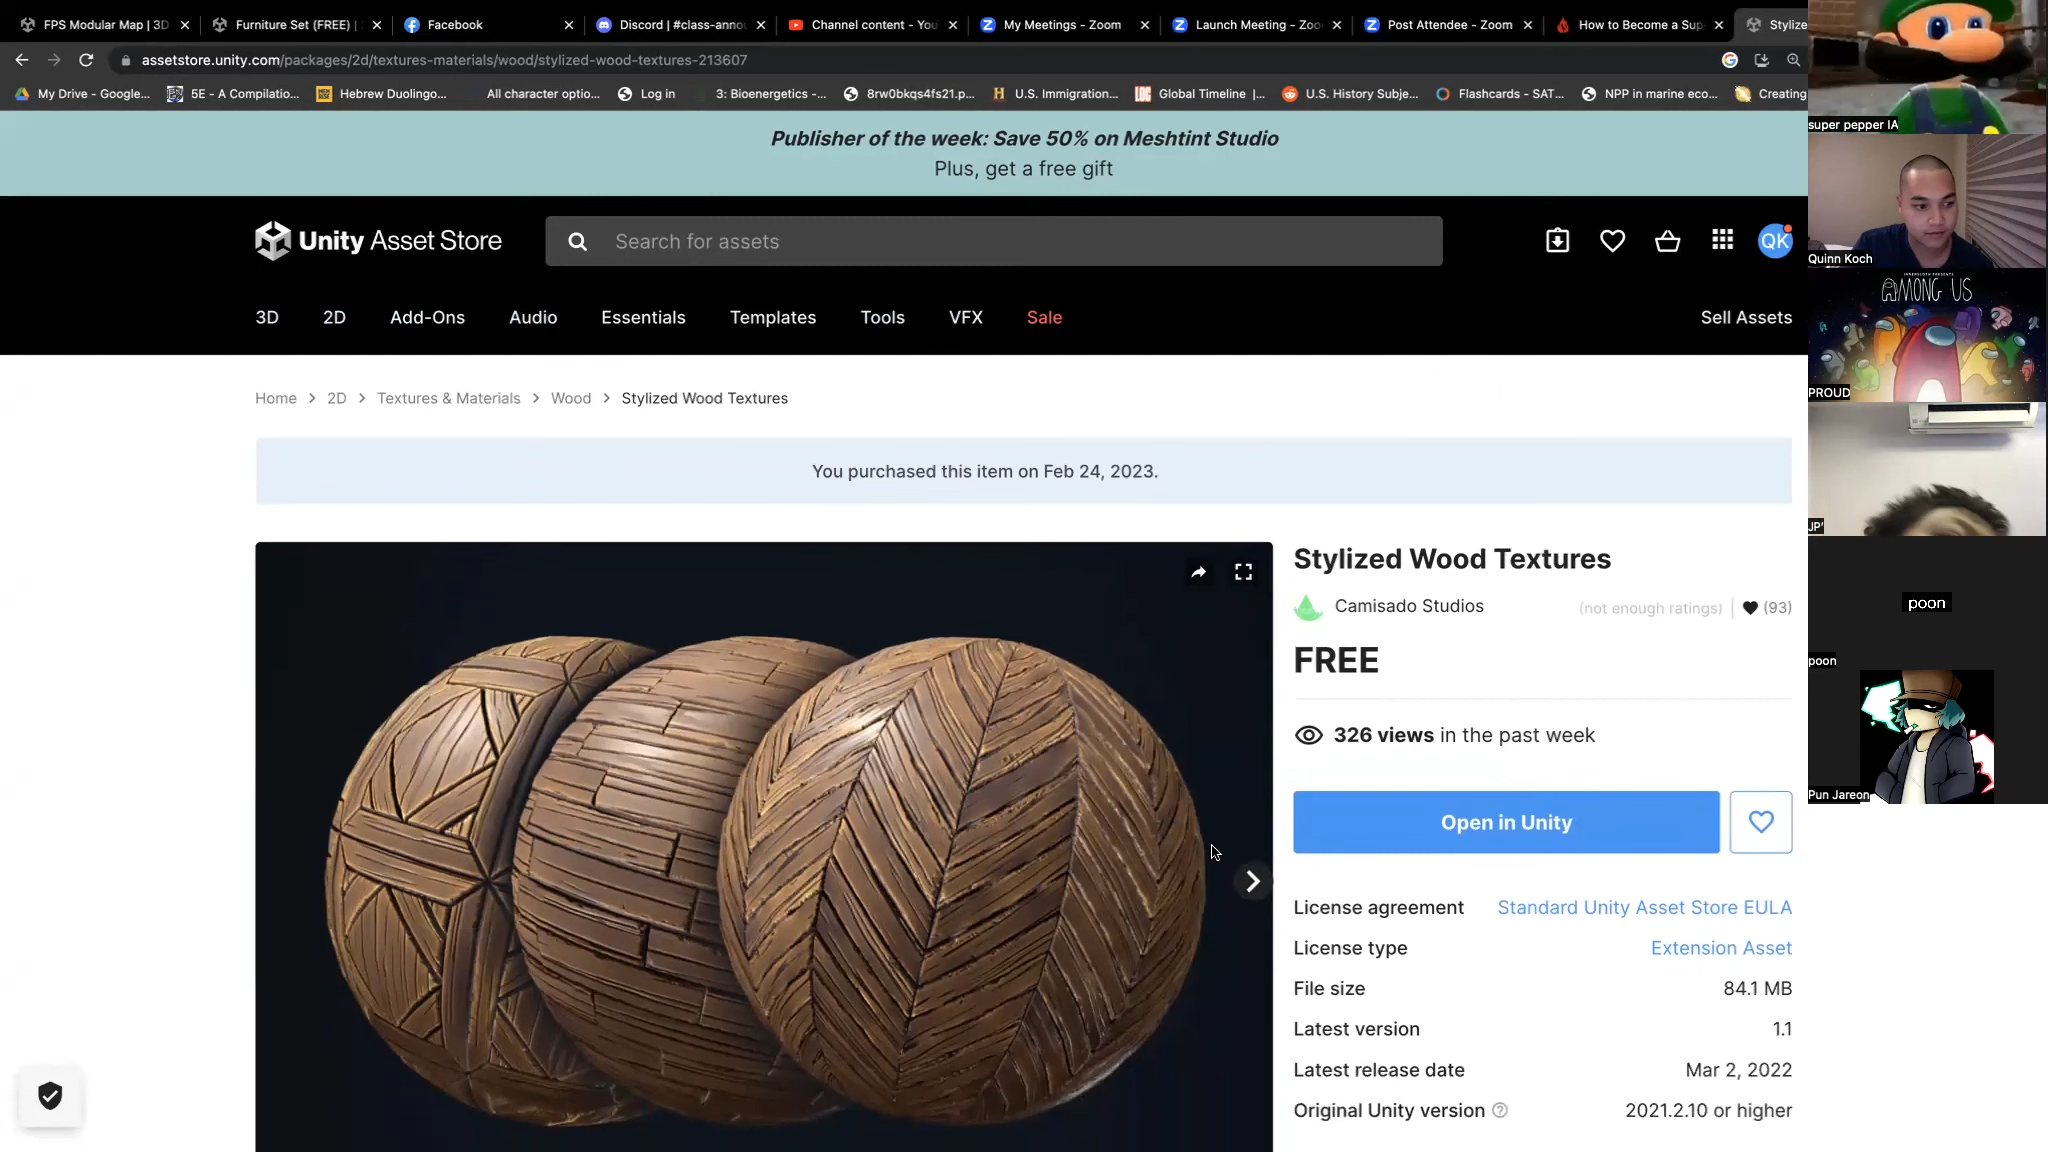 FPS Modular Map | 3D
Furniture Set (FREE) |
Facebook
Discord | #class-annou
Channel content - You
My Meetings - Zoom
Launch Meeting - Zoo
Post Attendee - Zoom
How to Become a Sup
Stylize
assetstore.unity.com/packages/2d/textures-materials/wood/stylized-wood-textures-213607
My Drive - Google...
5E - A Compilatio...
Hebrew Duolingo...
All character optio...
Log in
3: Bioenergetics -...
8rw0bkqs4fs21.p...
U.S. Immigration...
Global Timeline |...
U.S. History Subje...
Flashcards - SAT...
NPP in marine eco...
Creating
Publisher of the week: Save 50% on Meshtint Studio
Plus, get a free gift
Unity Asset Store
Search for assets
QK
3D
2D
Add-Ons
Audio
Essentials
Templates
Tools
VFX
Sale
Sell Assets
Home > 2D > Textures & Materials > Wood > Stylized Wood Textures
You purchased this item on Feb 24, 2023.
Stylized Wood Textures
Camisado Studios
(not enough ratings) | (93)
FREE
326 views in the past week
Open in Unity
License agreement
Standard Unity Asset Store EULA
License type
Extension Asset
File size
84.1 MB
Latest version
1.1
Latest release date
Mar 2, 2022
Original Unity version
2021.2.10 or higher
super pepper IA
Quinn Koch
INNERSLOTH PRESENTS
AMONG US
PROUD
JP'
poon
poon
Pun Jareon